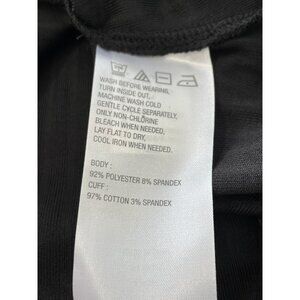 WASH BEFORE WEARING,
TURN INSIDE OUT,
MACHINE WASH COLD
GENTLE CYCLE SEPARATELY,
ONLY NON-CHLORINE
BLEACH WHEN NEEDED,
LAY FLAT TO DRY,
COOL IRON WHEN NEEDED.
BODY :
92% POLYESTER 8% SPANDEX
CUFF :
97% COTTON 3% SPANDEX